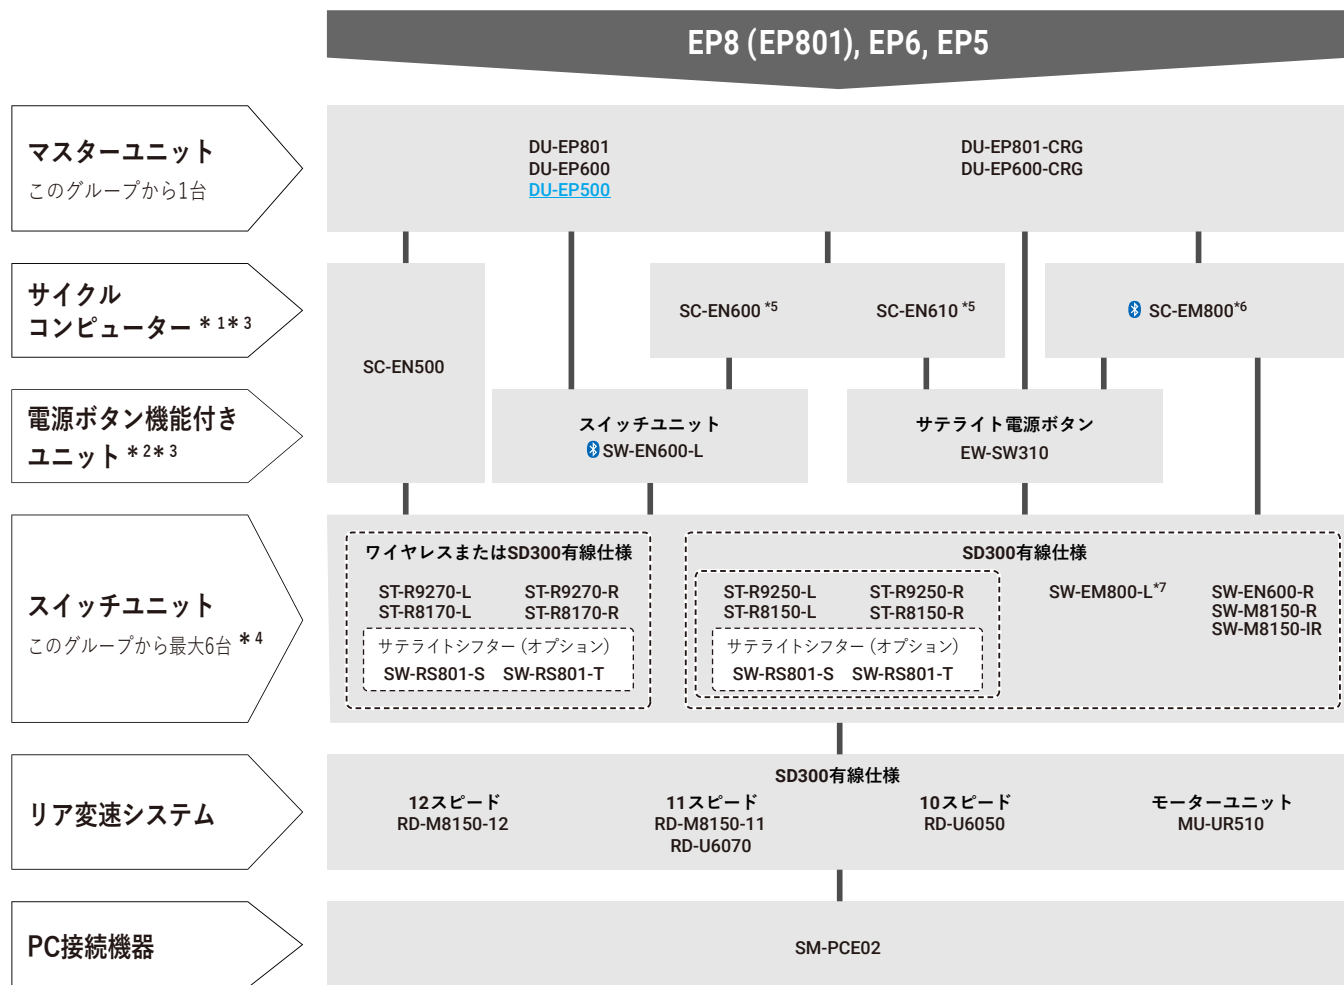 EP8 (EP801), EP6, EP5
マスターユニット
このグループから1台
DU-EP801
DU-EP600
DU-EP500
DU-EP801-CRG
DU-EP600-CRG
サイクル
コンピューター *1*3
SC-EN500
SC-EN600 *5
SC-EN610 *5
SC-EM800*6
電源ボタン機能付き
ユニット *2*3
スイッチユニット
SW-EN600-L
サテライト電源ボタン
EW-SW310
スイッチユニット
このグループから最大6台 *4
ワイヤレスまたはSD300有線仕様
ST-R9270-L ST-R9270-R
ST-R8170-L ST-R8170-R
サテライトシフター (オプション)
SW-RS801-S SW-RS801-T
SD300有線仕様
ST-R9250-L ST-R9250-R
ST-R8150-L ST-R8150-R
サテライトシフター (オプション)
SW-RS801-S SW-RS801-T
SW-EM800-L*7
SW-EN600-R
SW-M8150-R
SW-M8150-IR
リア変速システム
SD300有線仕様
12スピード
RD-M8150-12
11スピード
RD-M8150-11
RD-U6070
10スピード
RD-U6050
モーターユニット
MU-UR510
PC接続機器
SM-PCE02